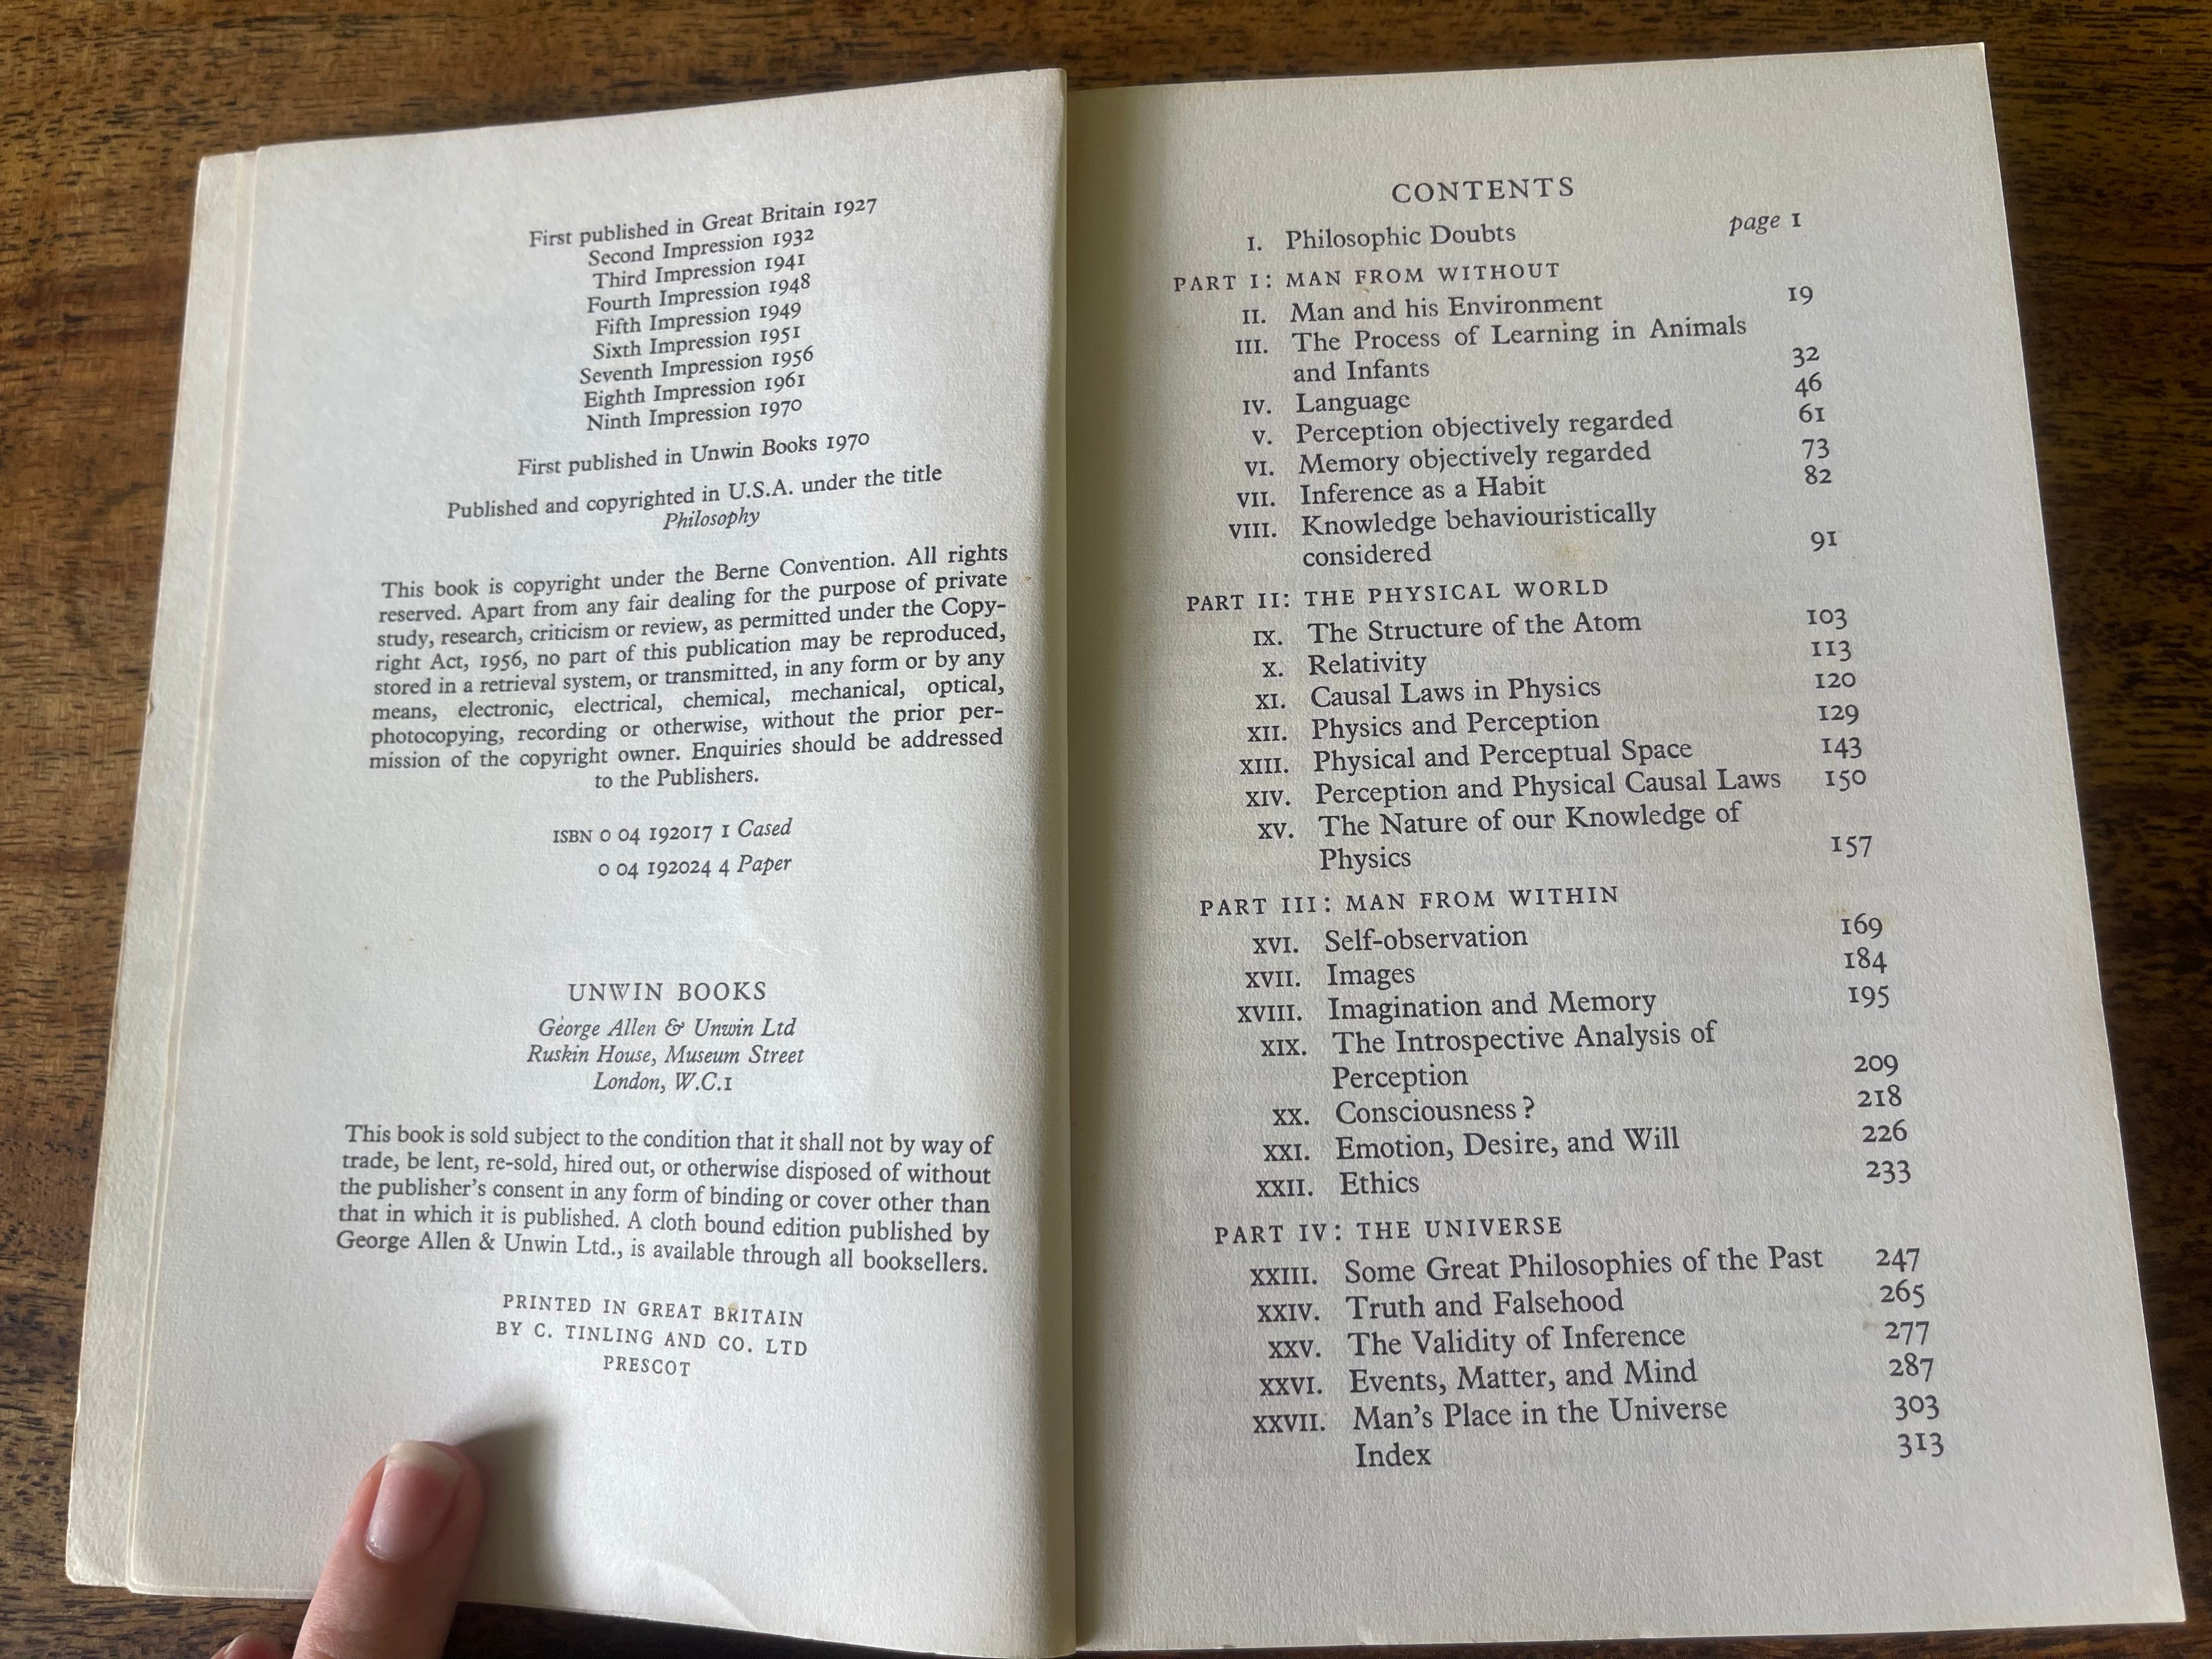 First published in Great Britain 1927
Second Impression 1932
Third Impression 1941
Fourth Impression 1948
Fifth Impression 1949
Sixth Impression 1951
Seventh Impression 1956
Eighth Impression 1961
Ninth Impression 1970
First published in Unwin Books 1970
Published and copyrighted in U.S.A. under the title
Philosophy
This book is copyright under the Berne Convention. All rights
reserved. Apart from any fair dealing for the purpose of private
study, research, criticism or review, as permitted under the Copy-
right Act, 1956, no part of this publication may be reproduced,
stored in a retrieval system, or transmitted, in any form or by any
means, electronic, electrical, chemical, mechanical, optical,
photocopying, recording or otherwise, without the prior per-
mission of the copyright owner. Enquiries should be addressed
to the Publishers.
ISBN 0 04 192017 1 Cased
0 04 192024 4 Paper
UNWIN BOOKS
George Allen & Unwin Ltd
Ruskin House, Museum Street
London, W.C.1
This book is sold subject to the condition that it shall not by way of
trade, be lent, re-sold, hired out, or otherwise disposed of without
the publisher's consent in any form of binding or cover other than
that in which it is published. A cloth bound edition published by
George Allen & Unwin Ltd., is available through all booksellers.
PRINTED IN GREAT BRITAIN
BY C. TINLING AND CO. LTD
PRESCOT
CONTENTS
I. Philosophic Doubts page 1
PART I: MAN FROM WITHOUT
II. Man and his Environment 19
III. The Process of Learning in Animals
and Infants 32
IV. Language 46
V. Perception objectively regarded 61
VI. Memory objectively regarded 73
VII. Inference as a Habit 82
VIII. Knowledge behaviouristically
considered 91
PART II: THE PHYSICAL WORLD
IX. The Structure of the Atom 103
X. Relativity 113
XI. Causal Laws in Physics 120
XII. Physics and Perception 129
XIII. Physical and Perceptual Space 143
XIV. Perception and Physical Causal Laws 150
XV. The Nature of our Knowledge of
Physics 157
PART III: MAN FROM WITHIN
XVI. Self-observation 169
XVII. Images 184
XVIII. Imagination and Memory 195
XIX. The Introspective Analysis of
Perception 209
XX. Consciousness? 218
XXI. Emotion, Desire, and Will 226
XXII. Ethics 233
PART IV: THE UNIVERSE
XXIII. Some Great Philosophies of the Past 247
XXIV. Truth and Falsehood 265
XXV. The Validity of Inference 277
XXVI. Events, Matter, and Mind 287
XXVII. Man's Place in the Universe 303
Index 313